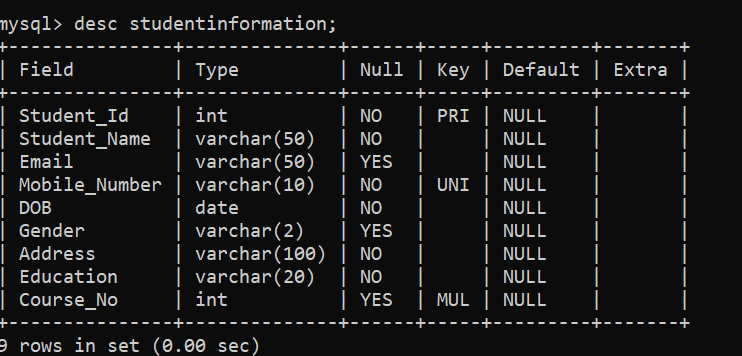 mysql> desc studentinformation;
+---------------+--------------+------+-----+---------+-------+
| Field         | Type         | Null | Key | Default | Extra |
+---------------+--------------+------+-----+---------+-------+
| Student_Id    | int          | NO   | PRI | NULL    |       |
| Student_Name  | varchar(50)  | NO   |     | NULL    |       |
| Email         | varchar(50)  | YES  |     | NULL    |       |
| Mobile_Number | varchar(10)  | NO   | UNI | NULL    |       |
| DOB           | date         | NO   |     | NULL    |       |
| Gender        | varchar(2)   | YES  |     | NULL    |       |
| Address       | varchar(100) | NO   |     | NULL    |       |
| Education     | varchar(20)  | NO   |     | NULL    |       |
| Course_No     | int          | YES  | MUL | NULL    |       |
+---------------+--------------+------+-----+---------+-------+
9 rows in set (0.00 sec)